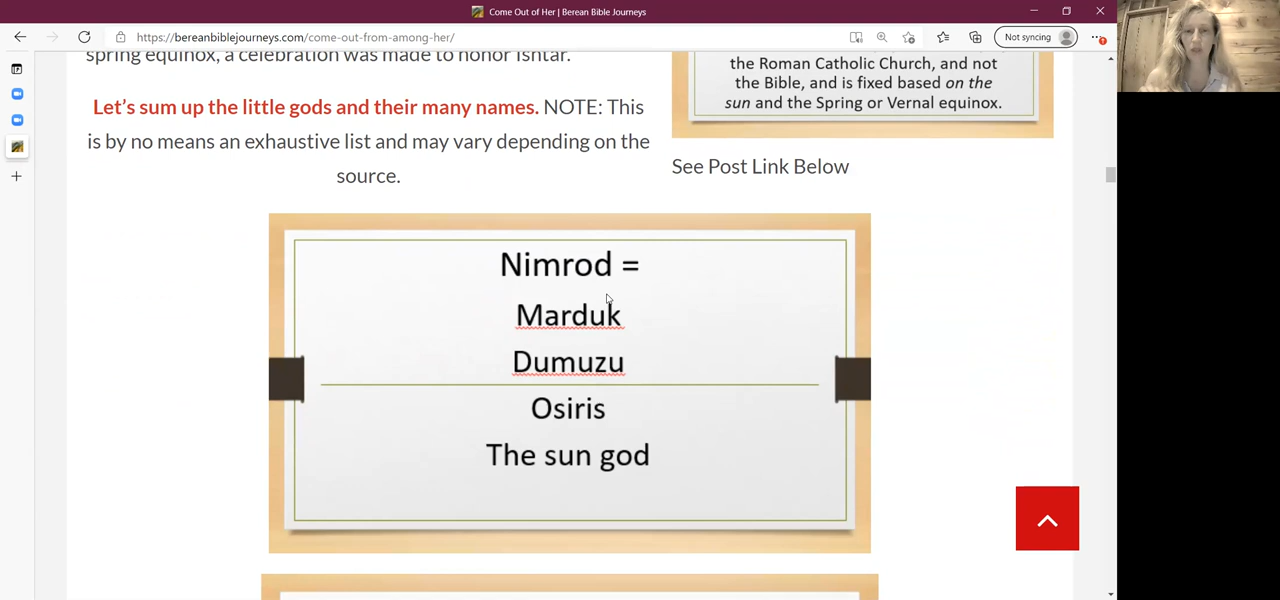 Come Out of Her | Berean Bible Journeys
https://bereanbiblejourneys.com/come-out-from-among-her/
Not syncing
spring equinox, a celebration was made to honor Ishtar.
Let's sum up the little gods and their many names. NOTE: This
is by no means an exhaustive list and may vary depending on the
source.
the Roman Catholic Church, and not
the Bible, and is fixed based on the
sun and the Spring or Vernal equinox.
See Post Link Below
Nimrod =
Marduk
Dumuzu
Osiris
The sun god